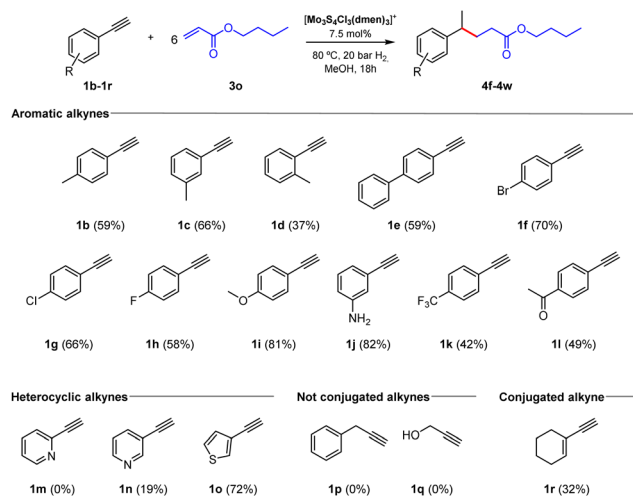 [Mo₃S₄Cl₃(dmen)₃]⁺
7.5 mol%
+ 6
80 ºC, 20 bar H₂,
MeOH, 18h
O
O
O
O
R
R
1b-1r 3o 4f-4w
Aromatic alkynes
Br
1b (59%) 1c (66%) 1d (37%) 1e (59%) 1f (70%)
Cl F O NH₂ F₃C O
1g (66%) 1h (58%) 1i (81%) 1j (82%) 1k (42%) 1l (49%)
Heterocyclic alkynes Not conjugated alkynes Conjugated alkyne
N N S HO
1m (0%) 1n (19%) 1o (72%) 1p (0%) 1q (0%) 1r (32%)